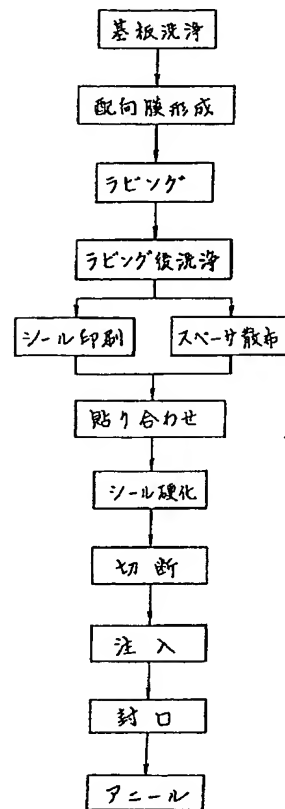 基板洗浄
配向膜形成
ラビング
ラビング後洗浄
シール印刷
スペーサ散布
貼り合わせ
シール硬化
切断
注入
封口
アニール